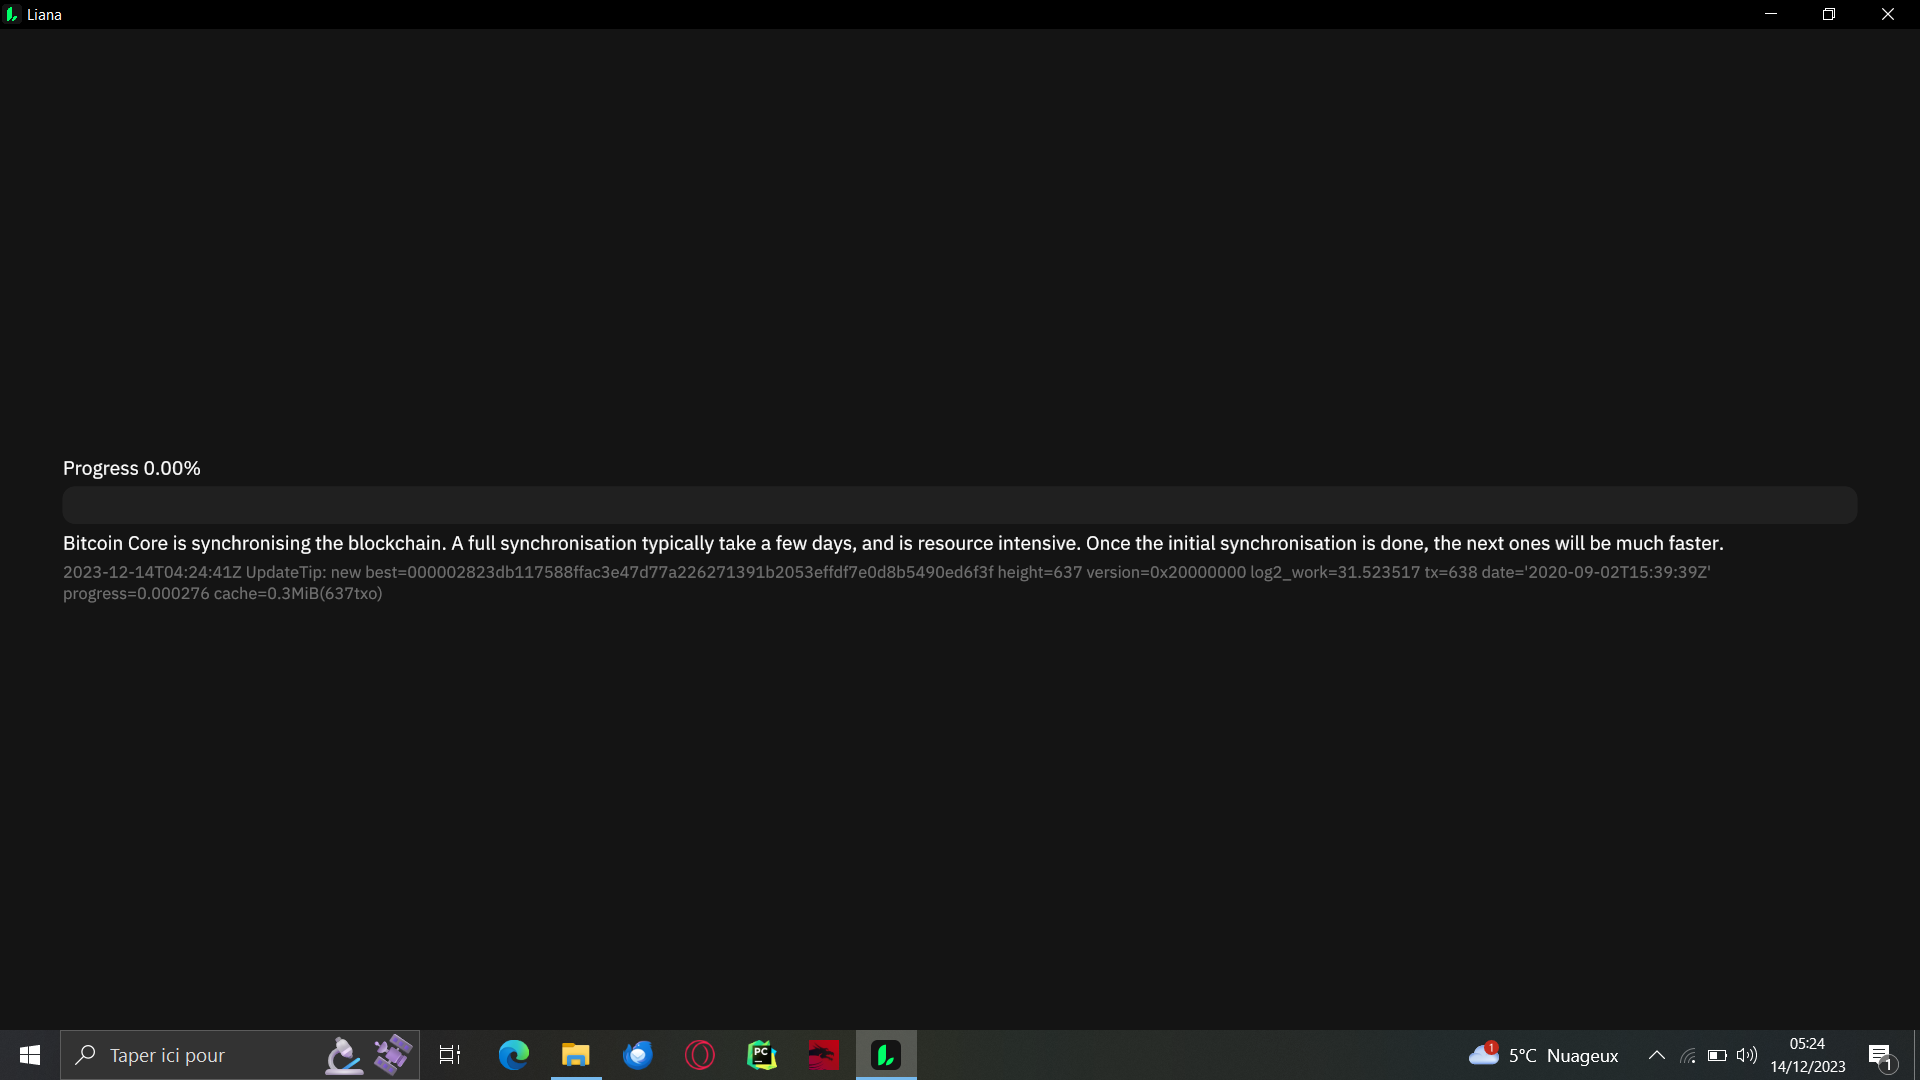 Liana
Progress 0.00%
Bitcoin Core is synchronising the blockchain. A full synchronisation typically take a few days, and is resource intensive. Once the initial synchronisation is done, the next ones will be much faster.
2023-12-14T04:24:41Z UpdateTip: new best=000002823db117588ffac3e47d77a226271391b2053effdf7e0d8b5490ed6f3f height=637 version=0x20000000 log2_work=31.523517 tx=638 date='2020-09-02T15:39:39Z'
progress=0.000276 cache=0.3MiB(637txo)
Taper ici pour
PC
1
5°C Nuageux
05:24
14/12/2023
1